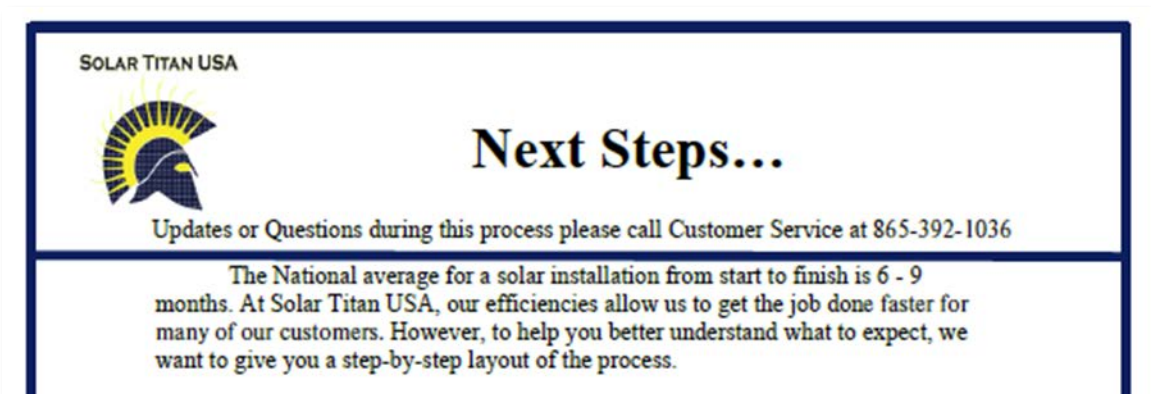 SOLAR TITAN USA
Next Steps...
Updates or Questions during this process please call Customer Service at 865-392-1036
The National average for a solar installation from start to finish is 6 - 9
months. At Solar Titan USA, our efficiencies allow us to get the job done faster for
many of our customers. However, to help you better understand what to expect, we
want to give you a step-by-step layout of the process.